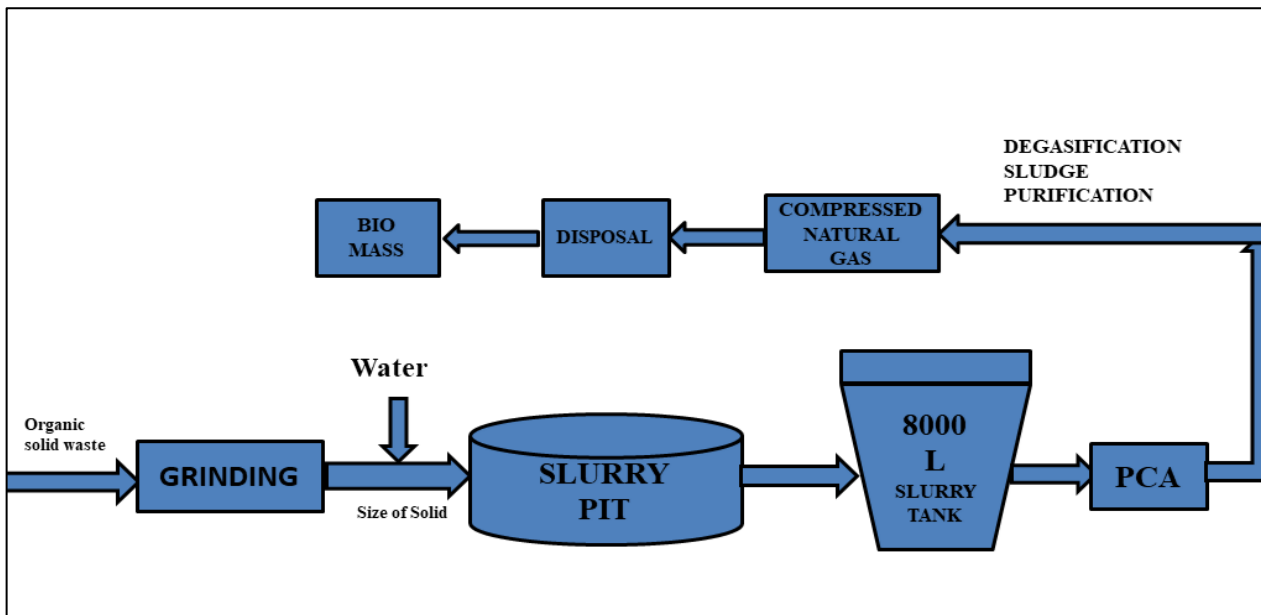 DEGASIFICATION
SLUDGE
PURIFICATION
BIO
MASS
DISPOSAL
COMPRESSED
NATURAL
GAS
Water
Organic
solid waste
GRINDING
Size of Solid
SLURRY
PIT
8000
L
SLURRY
TANK
PCA